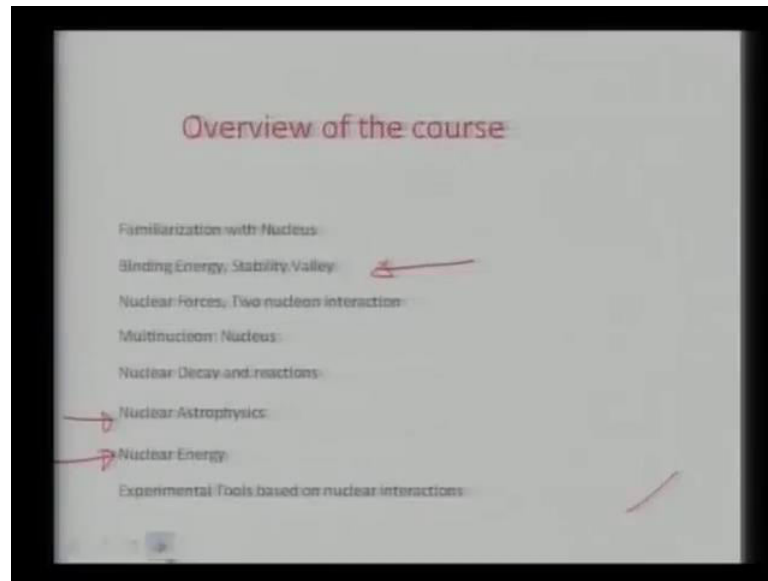 Overview of the course
Familiarization with Nucleus
Binding Energy, Stability Valley
Nuclear Forces, Two nucleon interaction
Multinucleon: Nucleus
Nuclear Decay and reactions
Nuclear Astrophysics
Nuclear Energy
Experimental Tools based on nuclear interactions